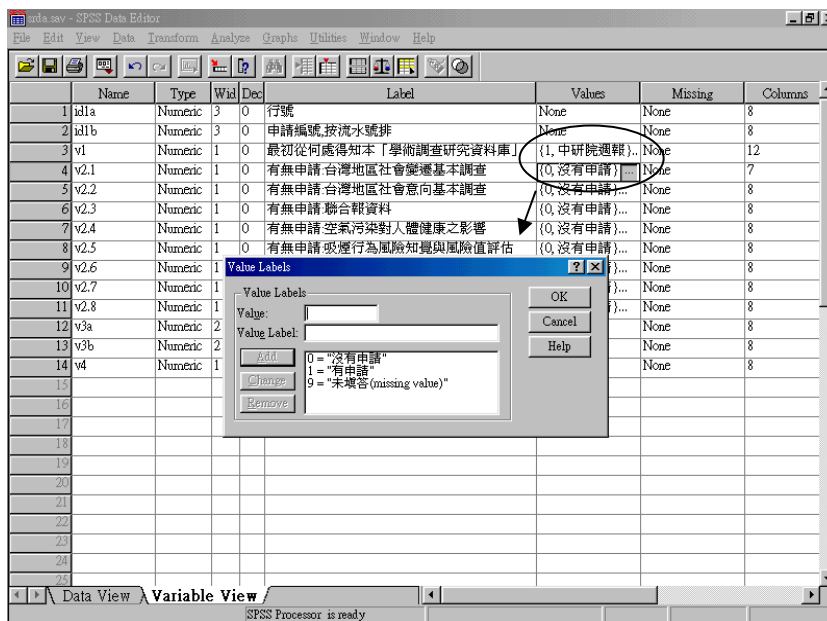 srda.sav - SPSS Data Editor
File Edit View Data Transform Analyze Graphs Utilities Window Help
Name Type Wid Dec Label Values Missing Columns
1 id1a Numeric 3 0 行號 None None 8
2 id1b Numeric 3 0 申請編號,按流水號排 None None 8
3 v1 Numeric 1 0 最初從何處得知本「學術調查研究資料庫」 {1, 中研院週報}.. None 12
4 v2.1 Numeric 1 0 有無申請:台灣地區社會變遷基本調查 {0, 沒有申請} ... None 7
5 v2.2 Numeric 1 0 有無申請:台灣地區社會意向基本調查 {0, 沒有申請}... None 8
6 v2.3 Numeric 1 0 有無申請:聯合報資料 {0, 沒有申請}... None 8
7 v2.4 Numeric 1 0 有無申請:空氣污染對人體健康之影響 {0, 沒有申請}... None 8
8 v2.5 Numeric 1 0 有無申請:吸煙行為風險知覺與風險值評估 {0, 沒有申請}... None 8
9 v2.6 Numeric 1 }... None 8
10 v2.7 Numeric 1 }... None 8
11 v2.8 Numeric 1 }... None 8
12 v3a Numeric 2 None 8
13 v3b Numeric 2 None 8
14 v4 Numeric 1 None 8
15
16
17
18
19
20
21
22
23
24
25
Value Labels
Value Labels
Value:
Value Label:
Add
Change
Remove
0 = "沒有申請"
1 = "有申請"
9 = "未填答(missing value)"
OK
Cancel
Help
Data View Variable View
SPSS Processor is ready